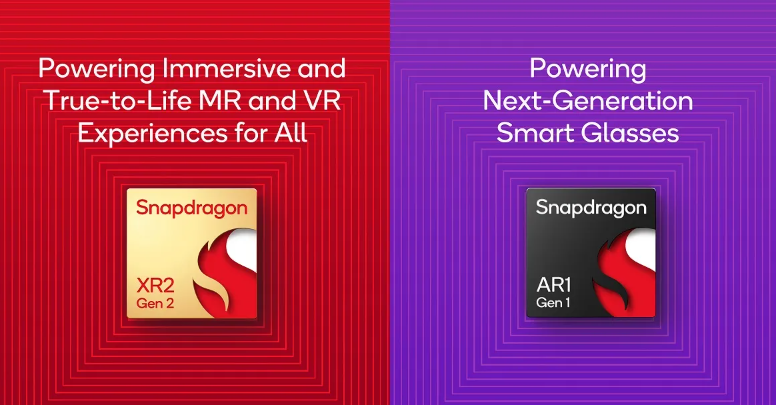 Powering Immersive and
True-to-Life MR and VR
Experiences for All
Snapdragon
XR2
Gen 2
Powering
Next-Generation
Smart Glasses
Snapdragon
AR1
Gen 1